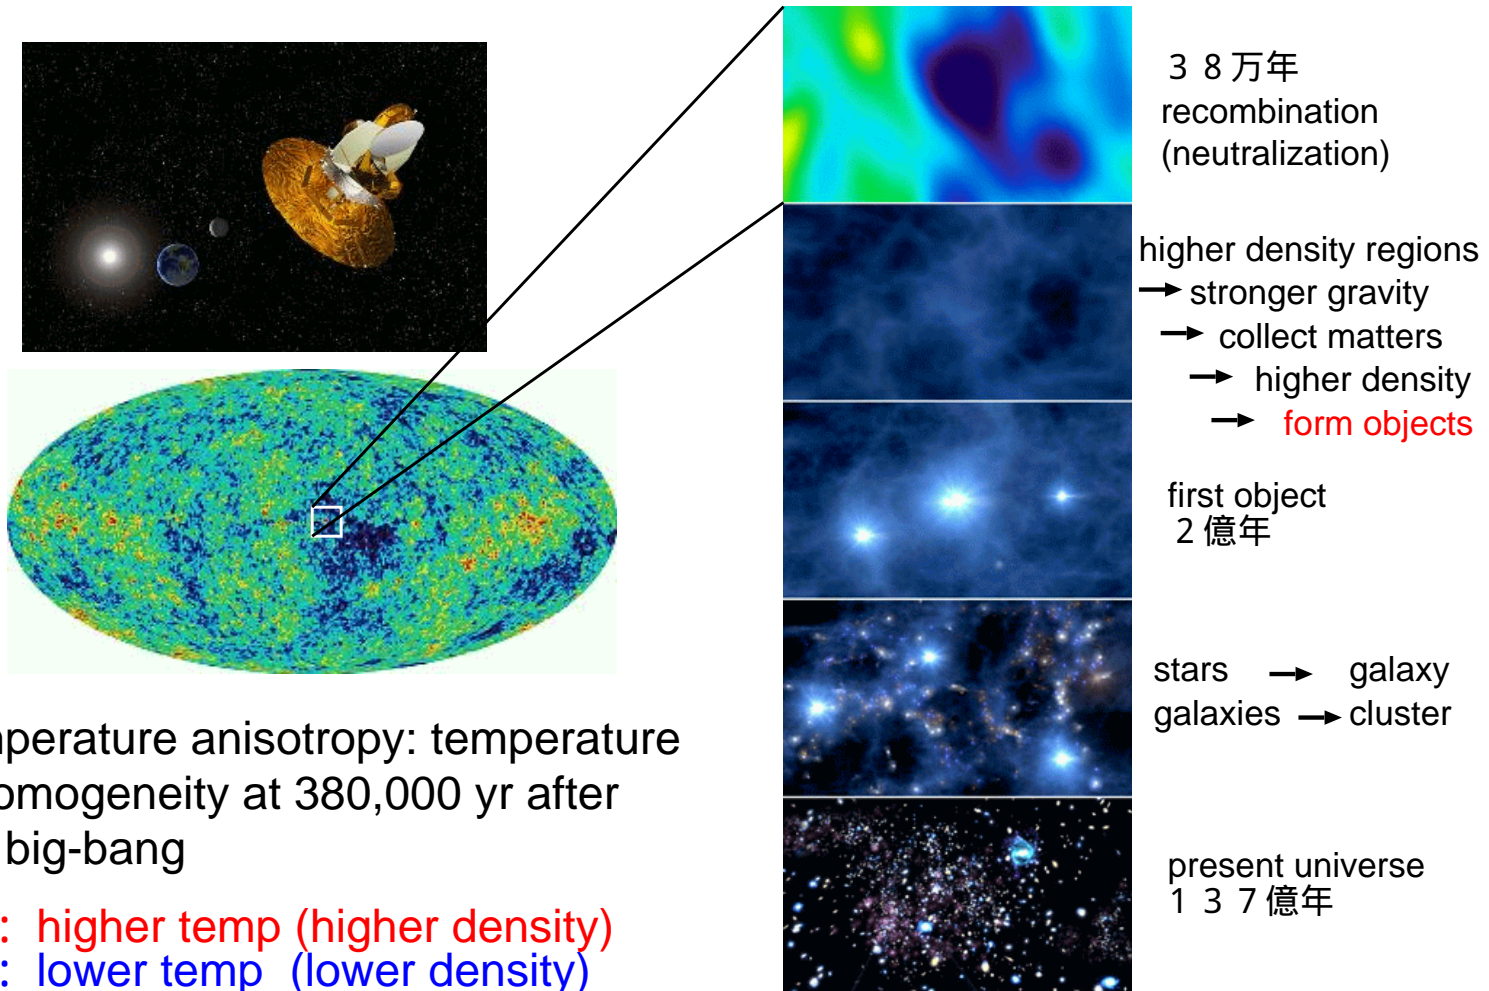 ３８万年
recombination
(neutralization)
higher density regions
→ stronger gravity
→ collect matters
→ higher density
→ form objects
first object
２億年
stars → galaxy
galaxies → cluster
present universe
１３７億年
anisotropy: temperature
at 380,000 yr after
big-bang
: higher temp (higher density)
: lower temp (lower density)